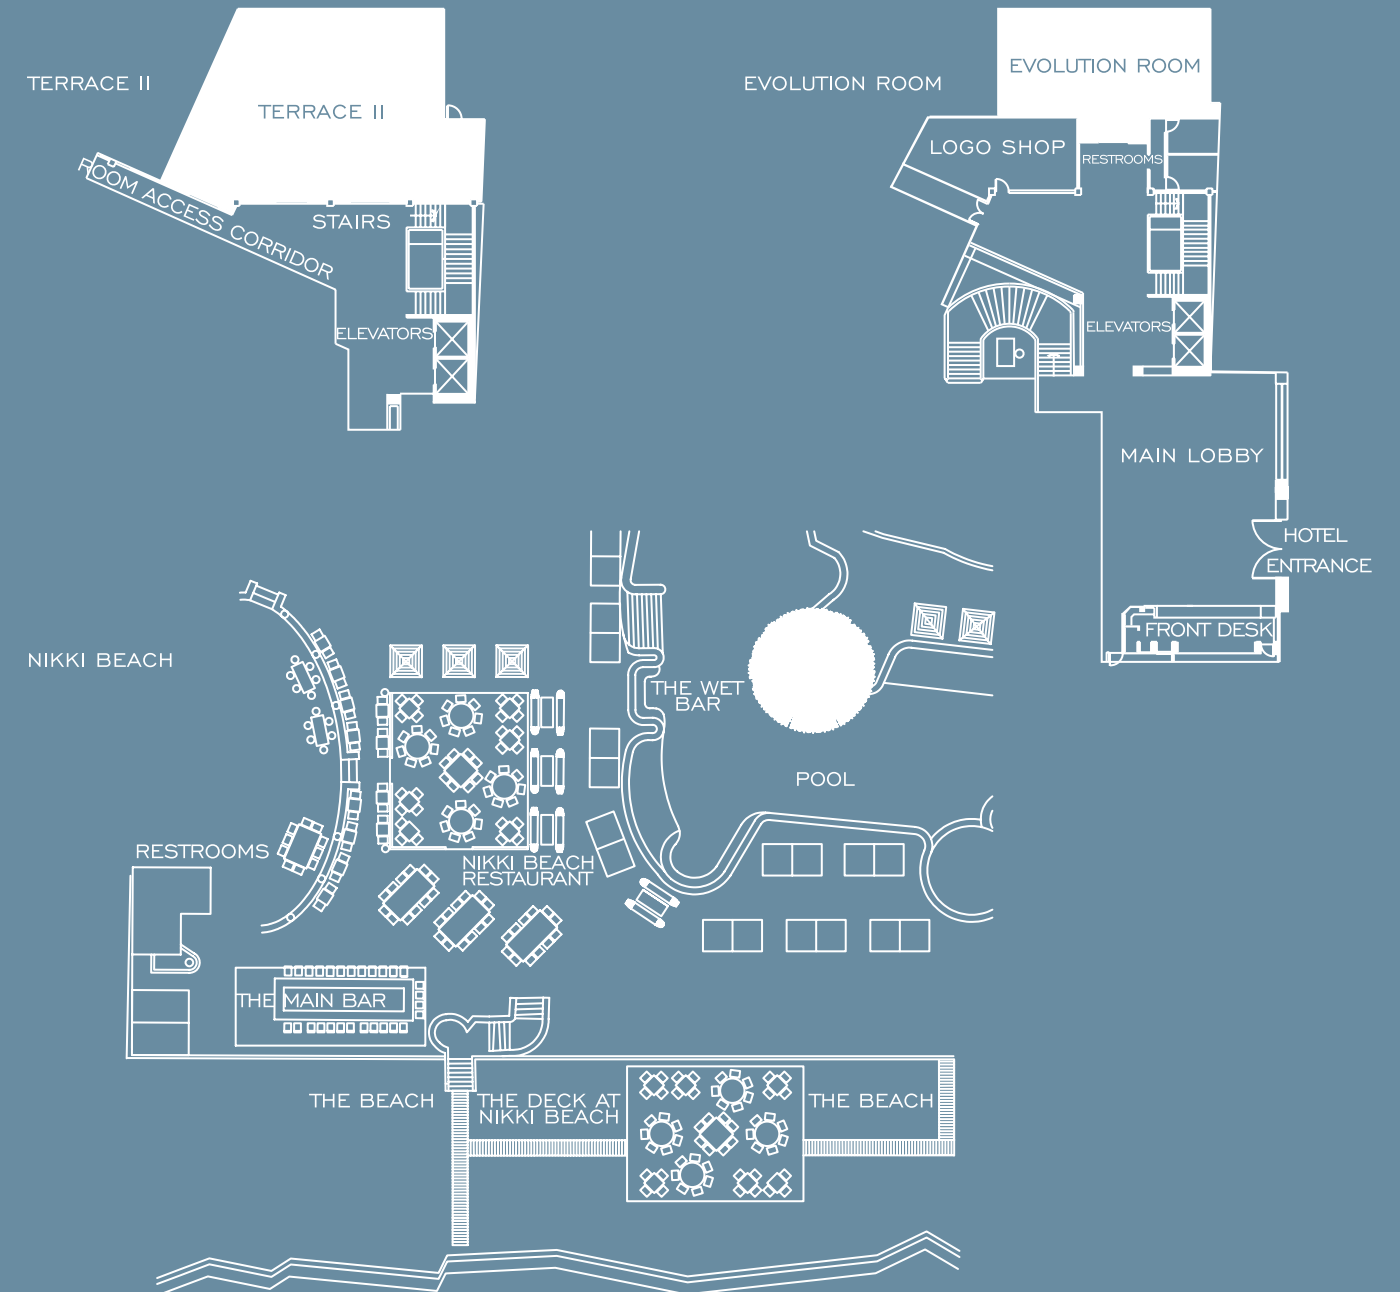 TERRACE II
TERRACE II
ROOM ACCESS CORRIDOR
STAIRS
ELEVATORS
EVOLUTION ROOM
EVOLUTION ROOM
LOGO SHOP
RESTROOMS
ELEVATORS
MAIN LOBBY
HOTEL
ENTRANCE
FRONT DESK
NIKKI BEACH
THE WET
BAR
POOL
RESTROOMS
NIKKI BEACH
RESTAURANT
THE MAIN BAR
THE BEACH
THE DECK AT
NIKKI BEACH
THE BEACH